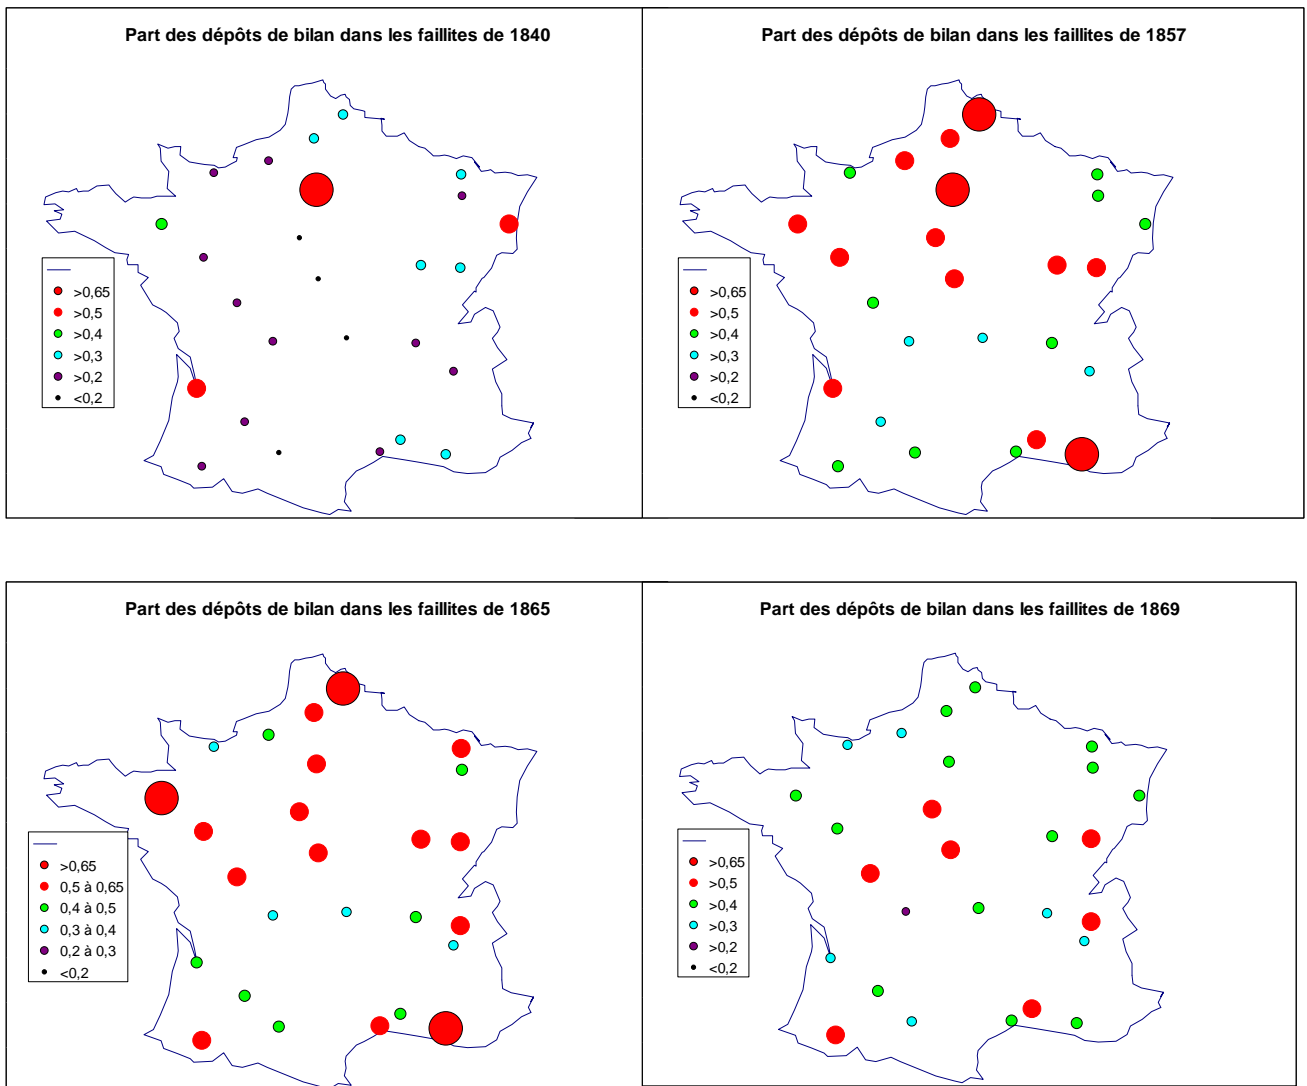 Part des dépôts de bilan dans les faillites de 1840
>0,65
>0,5
>0,4
>0,3
>0,2
<0,2
Part des dépôts de bilan dans les faillites de 1857
>0,65
>0,5
>0,4
>0,3
>0,2
<0,2
Part des dépôts de bilan dans les faillites de 1865
>0,65
0,5 à 0,65
0,4 à 0,5
0,3 à 0,4
0,2 à 0,3
<0,2
Part des dépôts de bilan dans les faillites de 1869
>0,65
>0,5
>0,4
>0,3
>0,2
<0,2